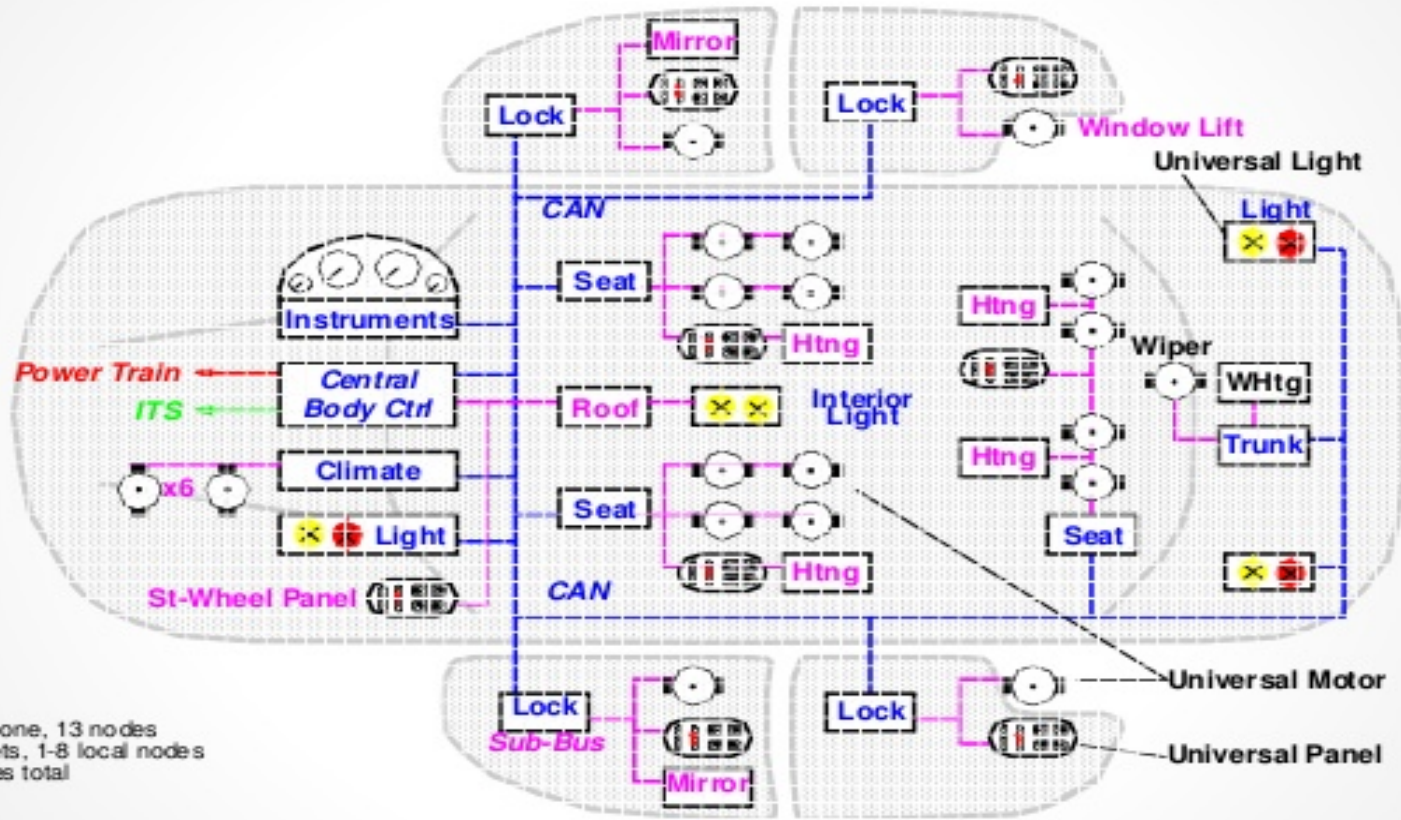 Mirror
Lock
Lock
Window Lift
Universal Light
CAN
Light
Seat
Instruments
Htng
Htng
Wiper
Power Train
Central
Body Ctrl
WHtg
ITS
Roof
Interior
Light
Trunk
Climate
Htng
x6
Seat
Light
Seat
Htng
CAN
St-Wheel Panel
Universal Motor
Lock
Lock
one, 13 nodes
Sub-Bus
ets, 1-8 local nodes
Universal Panel
es total
Mirror